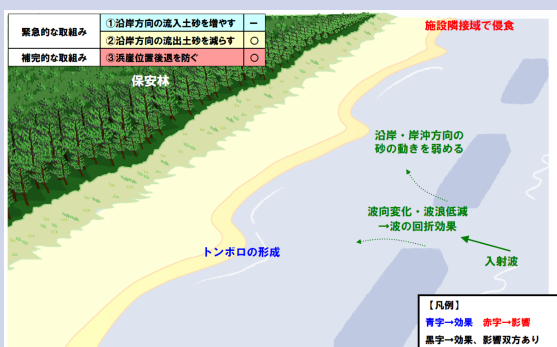 緊急的な取組み
①沿岸方向の流入土砂を増やす
－
②沿岸方向の流出土砂を減らす
○
補完的な取組み
③浜崖位置後退を防ぐ
○
施設隣接域で侵食
保安林
沿岸・岸沖方向の
砂の動きを弱める
波向変化・波浪低減
→波の回折効果
トンボロの形成
入射波
【凡例】
青字→効果 赤字→影響
黒字→効果、影響双方あり